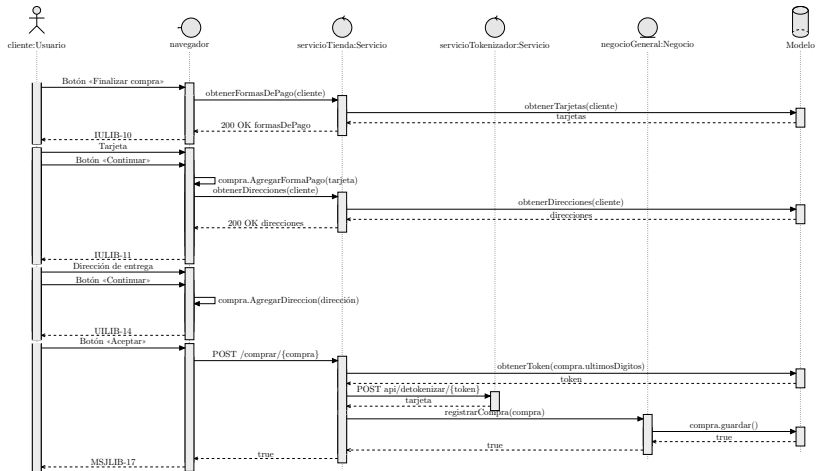 cliente:Usuario
navegador
servicioTienda:Servicio
servicioTokenizador:Servicio
negocioGeneral:Negocio
Modelo
Botón «Finalizar compra»
obtenerFormasDePago(cliente)
obtenerTarjetas(cliente)
tarjetas
200 OK formasDePago
IULIB-10
Tarjeta
Botón «Continuar»
compra.AgregarFormaPago(tarjeta)
obtenerDirecciones(cliente)
obtenerDirecciones(cliente)
direcciones
200 OK direcciones
IULIB-11
Dirección de entrega
Botón «Continuar»
compra.AgregarDireccion(dirección)
UILIB-14
Botón «Aceptar»
POST /comprar/{compra}
obtenerToken(compra.ultimosDigitos)
token
POST api/detokenizar/{token}
tarjeta
registrarCompra(compra)
compra.guardar()
true
true
true
MSJLIB-17